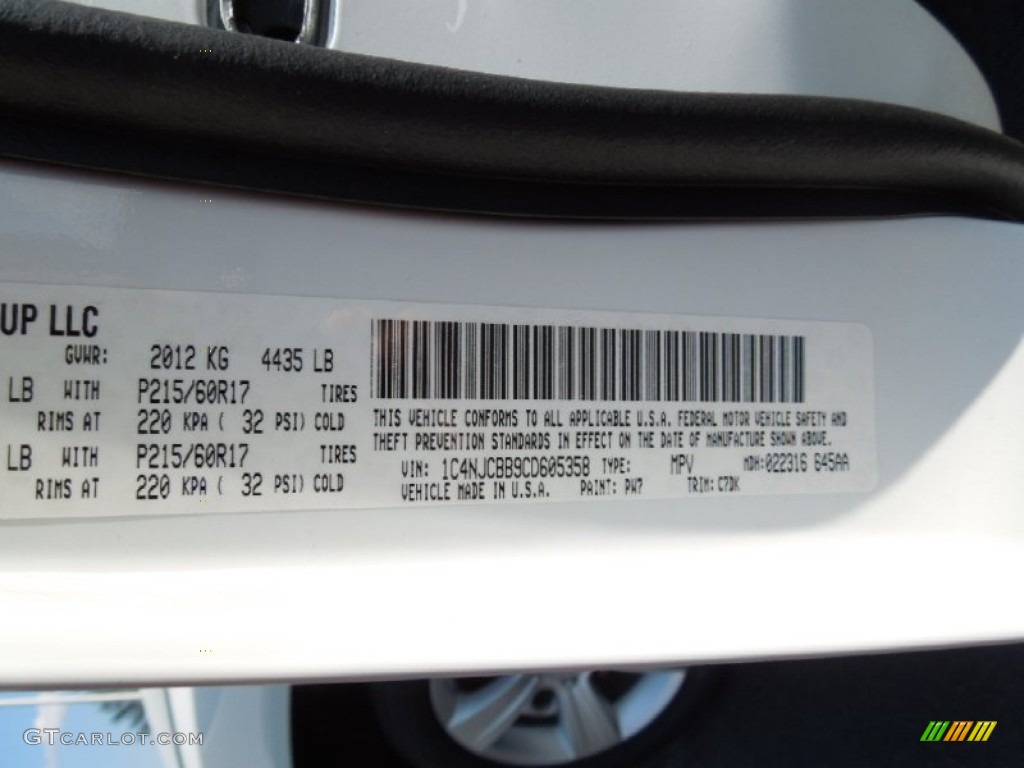 UP LLC
GVWR: 2012 KG 4435 LB
LB WITH P215/60R17 TIRES
RIMS AT 220 KPA ( 32 PSI) COLD
LB WITH P215/60R17 TIRES
RIMS AT 220 KPA ( 32 PSI) COLD
THIS VEHICLE CONFORMS TO ALL APPLICABLE U.S.A. FEDERAL MOTOR VEHICLE SAFETY AND
THEFT PREVENTION STANDARDS IN EFFECT ON THE DATE OF MANUFACTURE SHOWN ABOVE.
VIN: 1C4NJCBB9CD605358 TYPE: MPV MDH:022316 645AA
VEHICLE MADE IN U.S.A. PAINT: PW7 TRIM: C7DK
GTCARLOT.COM